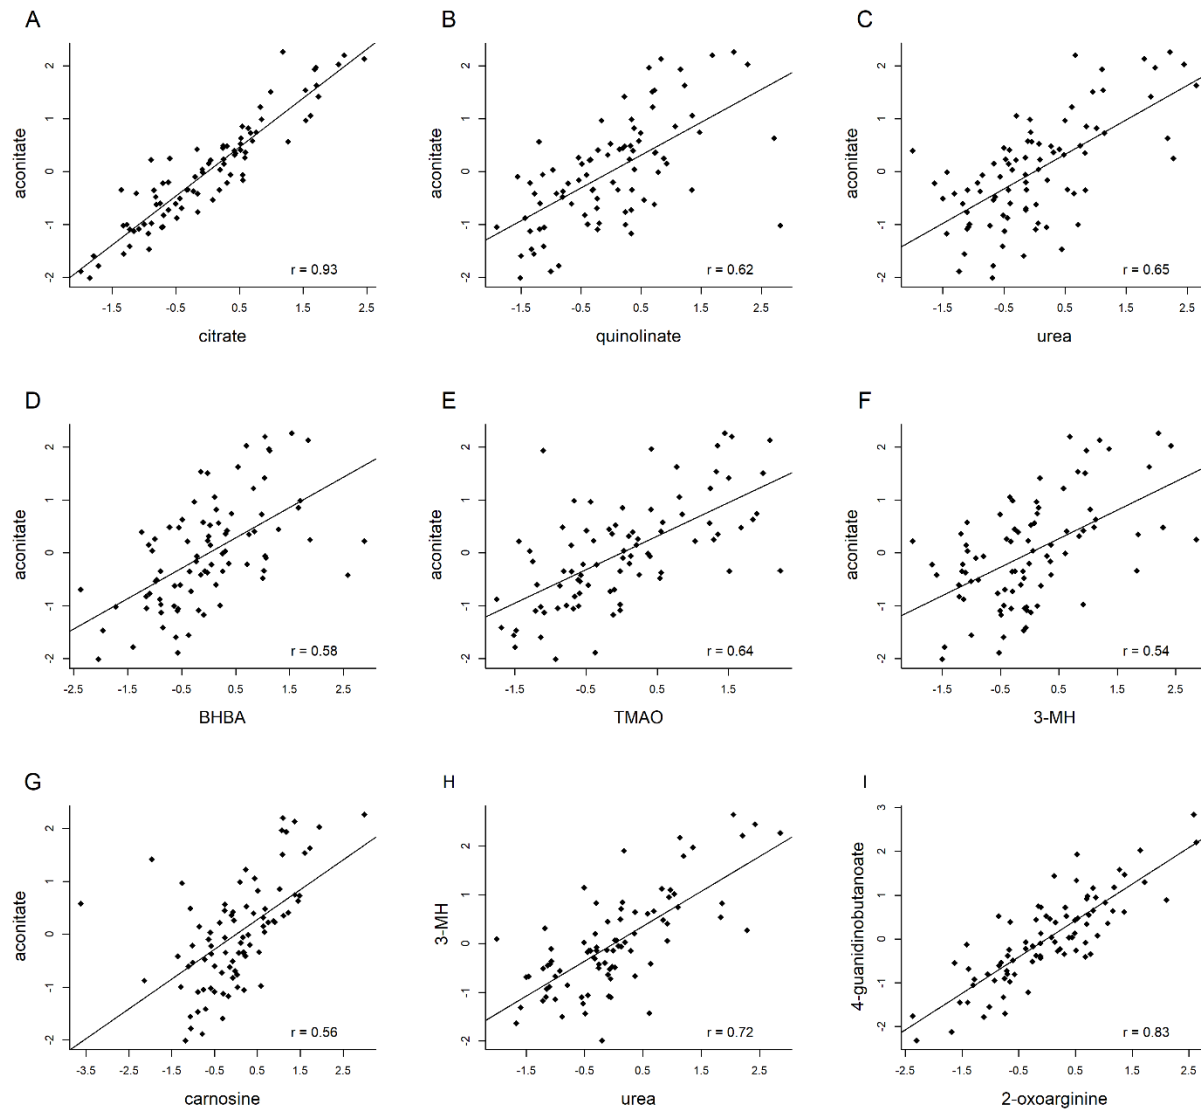 A
aconitate
2
1
0
-1
-2
r = 0.93
-1.5 -0.5 0.5 1.5 2.5
citrate
B
aconitate
2
1
0
-1
-2
r = 0.62
-1.5 -0.5 0.5 1.5 2.5
quinolinate
C
aconitate
2
1
0
-1
-2
r = 0.65
-1.5 -0.5 0.5 1.5 2.5
urea
D
aconitate
2
1
0
-1
-2
r = 0.58
-2.5 -1.5 -0.5 0.5 1.5 2.5
BHBA
E
aconitate
2
1
0
-1
-2
r = 0.64
-1.5 -0.5 0.5 1.5 2.5
TMAO
F
aconitate
2
1
0
-1
-2
r = 0.54
-1.5 -0.5 0.5 1.5 2.5
3-MH
G
aconitate
2
1
0
-1
-2
r = 0.56
-3.5 -2.5 -1.5 -0.5 0.5 1.5 2.5
carnosine
H
3-MH
2
1
0
-1
-2
r = 0.72
-1.5 -0.5 0.5 1.5 2.5
urea
I
4-guanidinobutanoate
3
2
1
0
-1
-2
r = 0.83
-2.5 -1.5 -0.5 0.5 1.5 2.5
2-oxoarginine